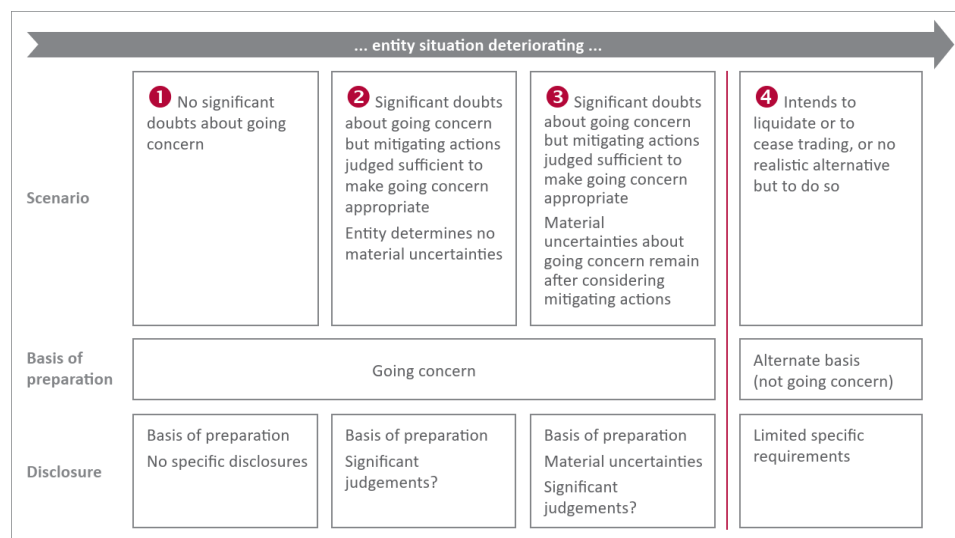 ... entity situation deteriorating ...
Scenario
1 No significant
doubts about going
concern
2 Significant doubts
about going concern
but mitigating actions
judged sufficient to
make going concern
appropriate
Entity determines no
material uncertainties
3 Significant doubts
about going concern
but mitigating actions
judged sufficient to
make going concern
appropriate
Material
uncertainties about
going concern remain
after considering
mitigating actions
4 Intends to
liquidate or to
cease trading, or no
realistic alternative
but to do so
Basis of
preparation
Going concern
Alternate basis
(not going concern)
Disclosure
Basis of preparation
No specific disclosures
Basis of preparation
Significant
judgements?
Basis of preparation
Material uncertainties
Significant
judgements?
Limited specific
requirements